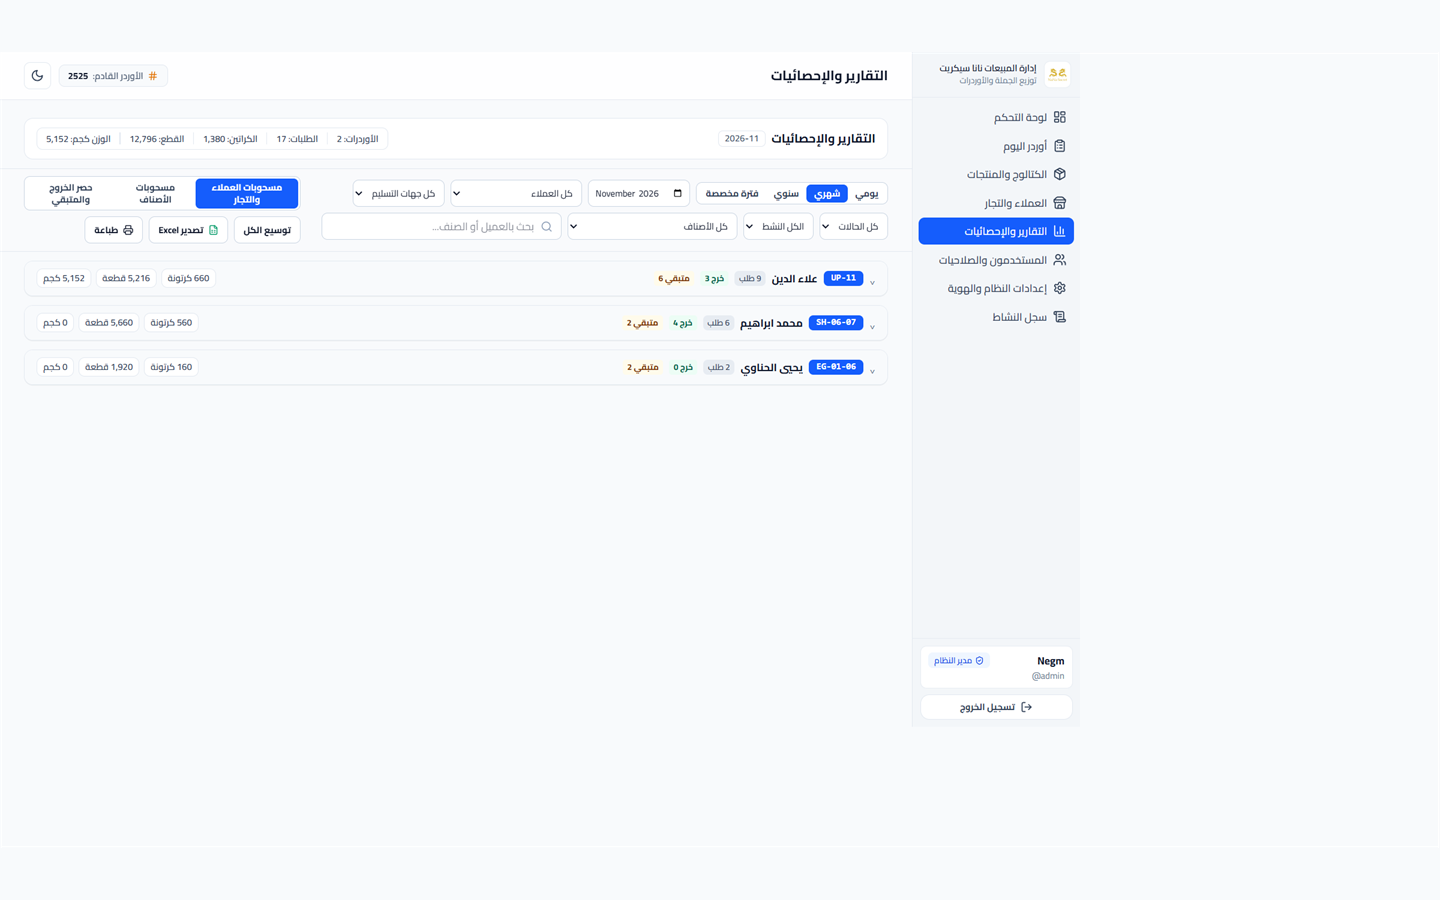 إدارة المبيعات نانا سيكريت
توزيع الجملة والأوردرات
لوحة التحكم
أوردر اليوم
الكتالوج والمنتجات
العملاء والتجار
التقارير والإحصائيات
المستخدمون والصلاحيات
إعدادات النظام والهوية
سجل النشاط
Negm
مدير النظام
@admin
تسجيل الخروج
التقارير والإحصائيات
الأوردر القادم: 2525
التقارير والإحصائيات 2026-11
الأوردرات: 2 الطلبات: 17 الكراتين: 1,380 القطع: 12,796 الوزن كجم: 5,152
يومي شهري سنوي فترة مخصصة November 2026 كل العملاء كل جهات التسليم
مسحوبات العملاء والتجار
مسحوبات الأصناف
حصر الخروج والمتبقي
كل الحالات الكل النشط كل الأصناف بحث بالعميل أو الصنف...
توسيع الكل تصدير Excel طباعة
UP-11 علاء الدين 9 طلب خرج 3 متبقي 6 660 كرتونة 5,216 قطعة 5,152 كجم
SH-06-07 محمد ابراهيم 6 طلب خرج 4 متبقي 2 560 كرتونة 5,660 قطعة 0 كجم
EG-01-06 يحيى الحناوي 2 طلب خرج 0 متبقي 2 160 كرتونة 1,920 قطعة 0 كجم